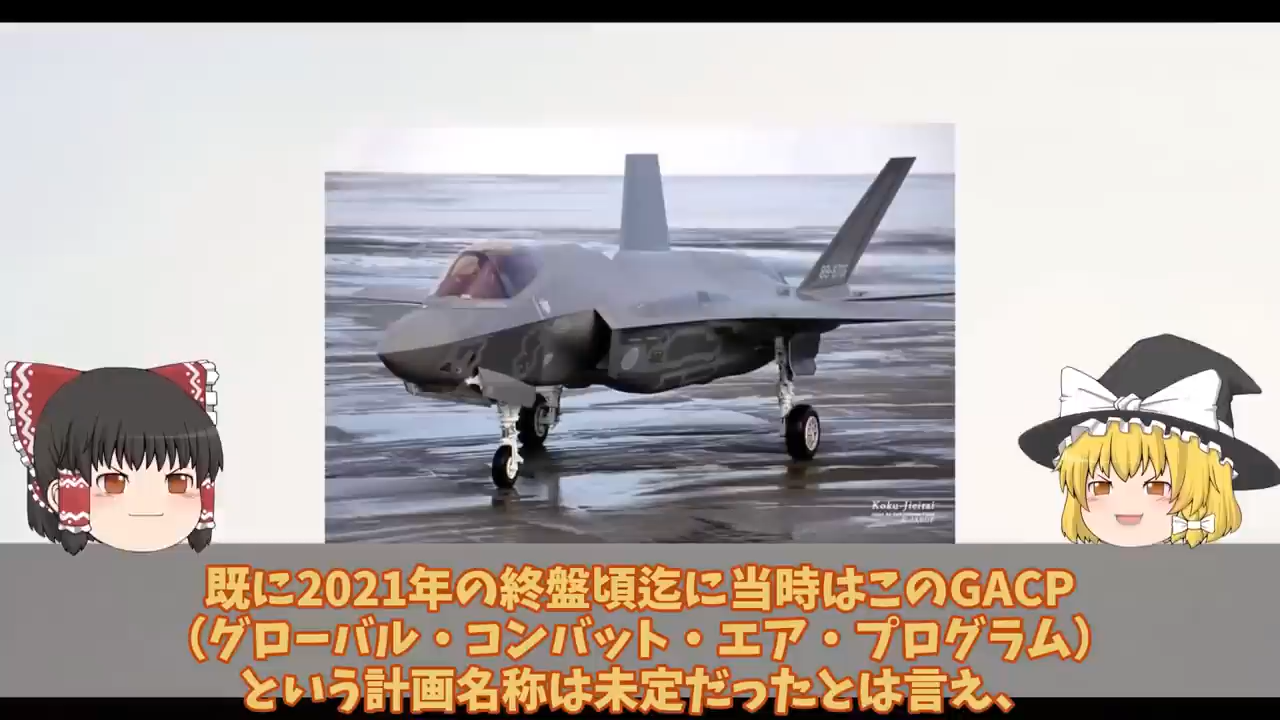 Koku-Jieitai
既に2021年の終盤頃迄に当時はこのGACP
（グローバル・コンバット・エア・プログラム）
という計画名称は未定だったとは言え、